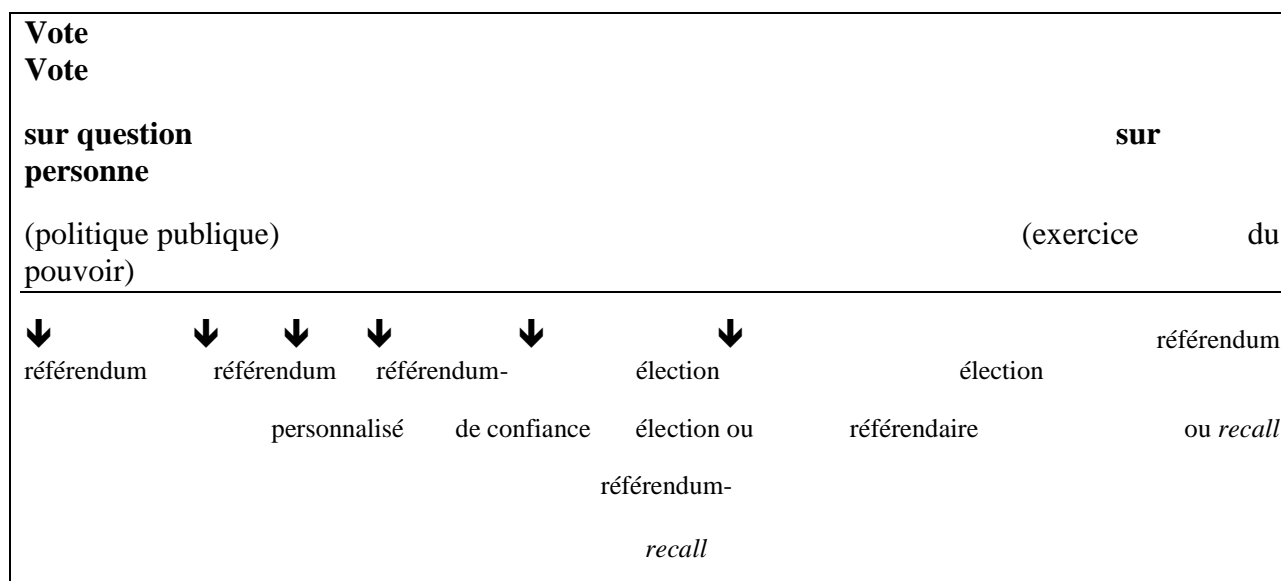 Vote
Vote
sur question sur
personne
(politique publique) (exercice du
pouvoir)
référendum
référendum référendum référendum- élection élection
personnalisé de confiance élection ou référendaire ou recall
référendum-
recall